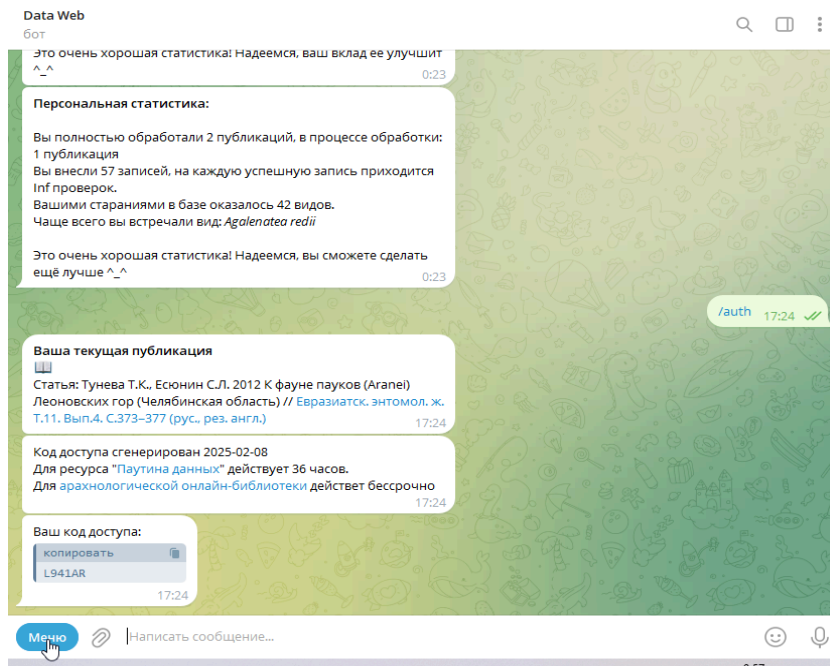 Data Web
бот
Это очень хорошая статистика! Надеемся, ваш вклад её улучшит
^_^
0:23
Персональная статистика:
Вы полностью обработали 2 публикаций, в процессе обработки:
1 публикация
Вы внесли 57 записей, на каждую успешную запись приходится
Inf проверок.
Вашими стараниями в базе оказалось 42 видов.
Чаще всего вы встречали вид: Agalenatea redii
Это очень хорошая статистика! Надеемся, вы сможете сделать
ещё лучше ^_^
0:23
/auth 17:24
Ваша текущая публикация
Статья: Тунева Т.К., Есюнин С.Л. 2012 К фауне пауков (Aranei)
Леоновских гор (Челябинская область) // Евразиатск. энтомол. ж.
Т.11. Вып.4. С.373–377 (рус., рез. англ.)
17:24
Код доступа сгенерирован 2025-02-08
Для ресурса "Паутина данных" действует 36 часов.
Для арахнологической онлайн-библиотеки действет бессрочно
17:24
Ваш код доступа:
копировать
L941AR
17:24
Меню
Написать сообщение...